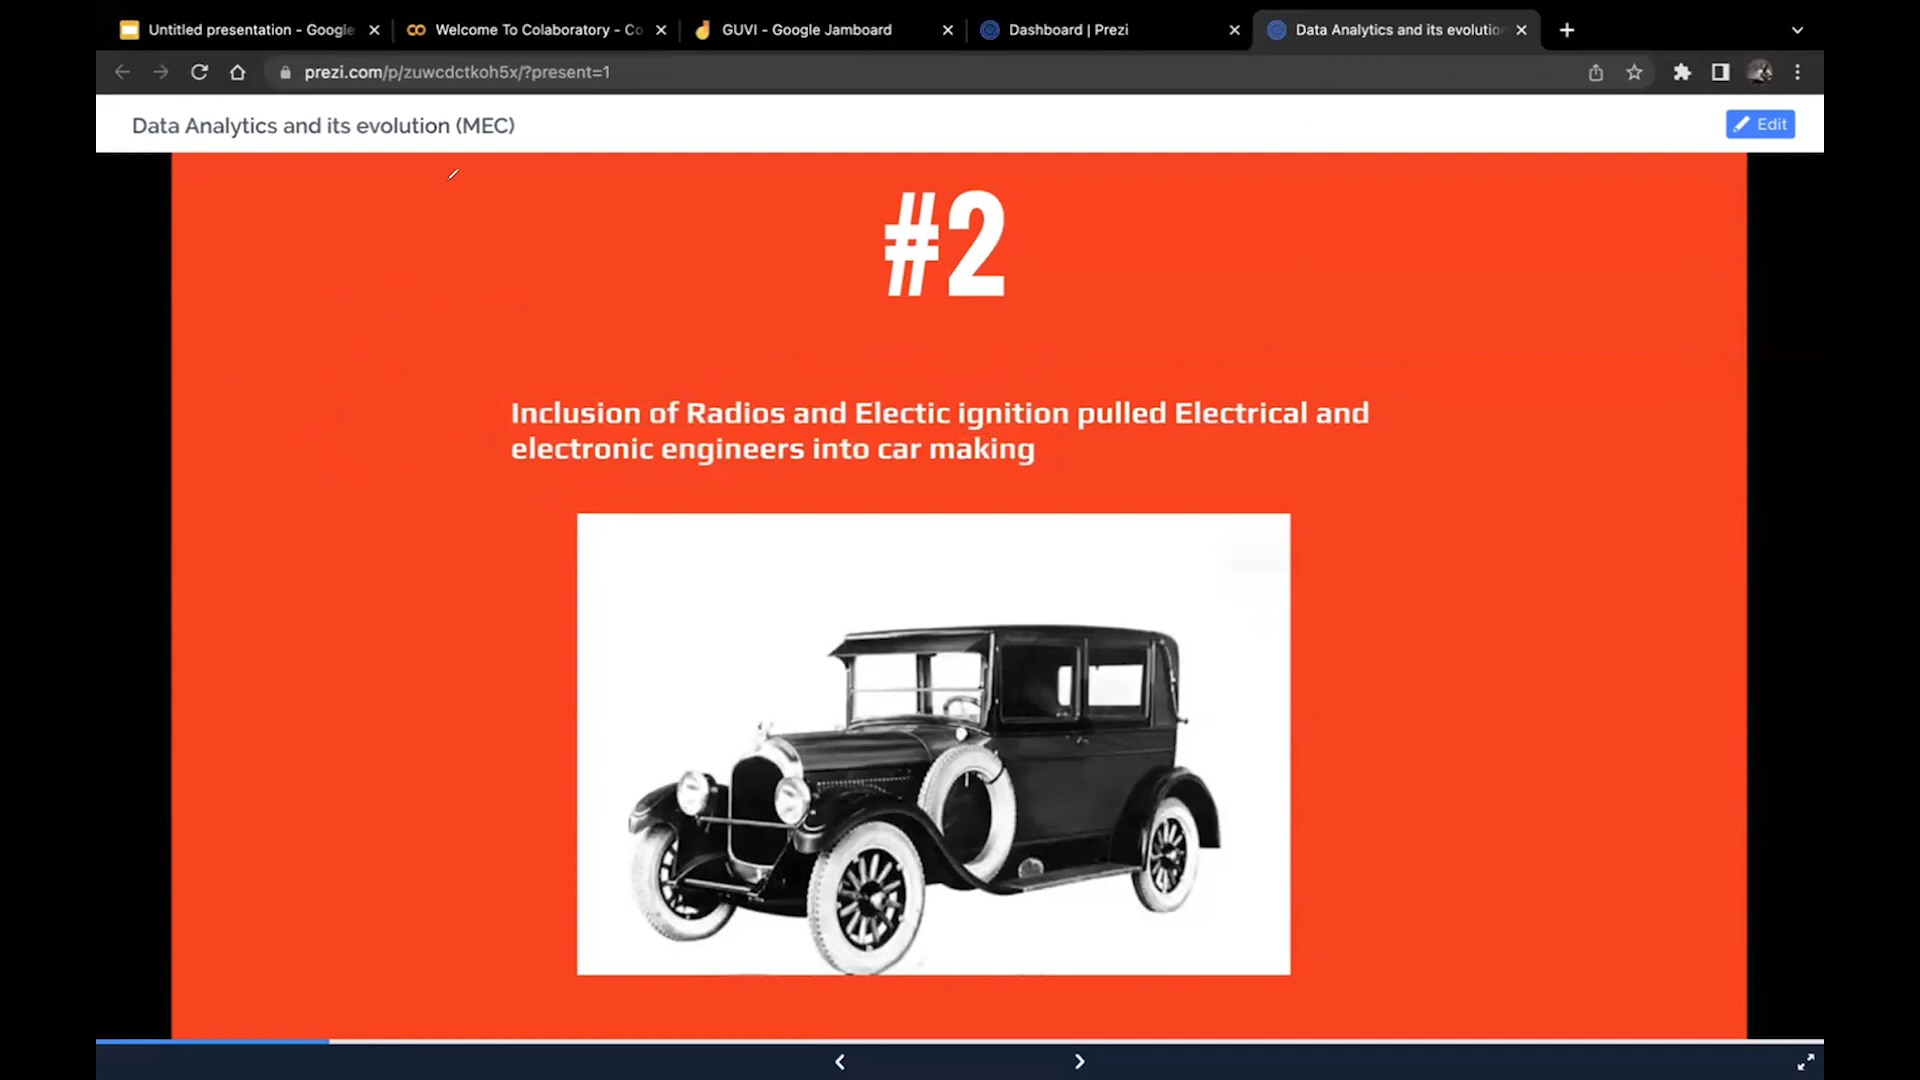 Untitled presentation - Google
Welcome To Colaboratory - Co
GUVI - Google Jamboard
Dashboard | Prezi
Data Analytics and its evolution
prezi.com/p/zuwcdctkoh5x/?present=1
Data Analytics and its evolution (MEC)
Edit
#2
Inclusion of Radios and Electic ignition pulled Electrical and
electronic engineers into car making